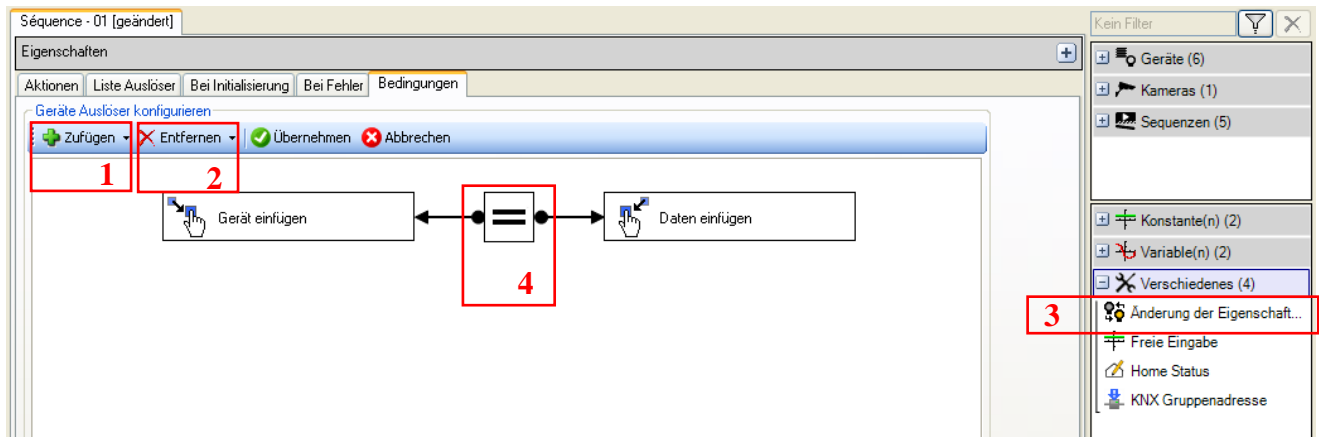 Séquence - 01 [geändert]
Eigenschaften
Aktionen Liste Auslöser Bei Initialisierung Bei Fehler Bedingungen
Geräte Auslöser konfigurieren
Zufügen Entfernen Übernehmen Abbrechen
1 2
Gerät einfügen = Daten einfügen
4
Kein Filter
Geräte (6)
Kameras (1)
Sequenzen (5)
Konstante(n) (2)
Variable(n) (2)
Verschiedenes (4)
3 Änderung der Eigenschaft...
Freie Eingabe
Home Status
KNX Gruppenadresse